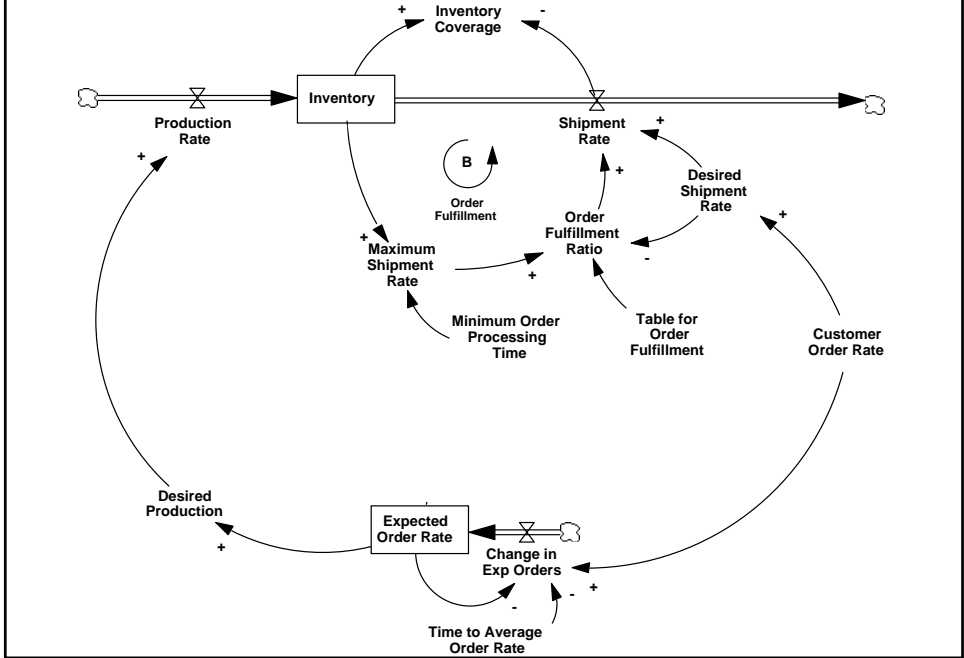 +
Inventory
-
Coverage
Inventory
Production
Rate
Shipment
Rate
+
+
B
+
Desired
Shipment
Rate
Order
Fulfillment
+
Order
Fulfillment
Ratio
+
Maximum
Shipment
Rate
-
+
Minimum Order
Processing
Time
Table for
Order
Fulfillment
Customer
Order Rate
Desired
Production
+
Expected
Order Rate
Change in
Exp Orders
-
-
+
Time to Average
Order Rate